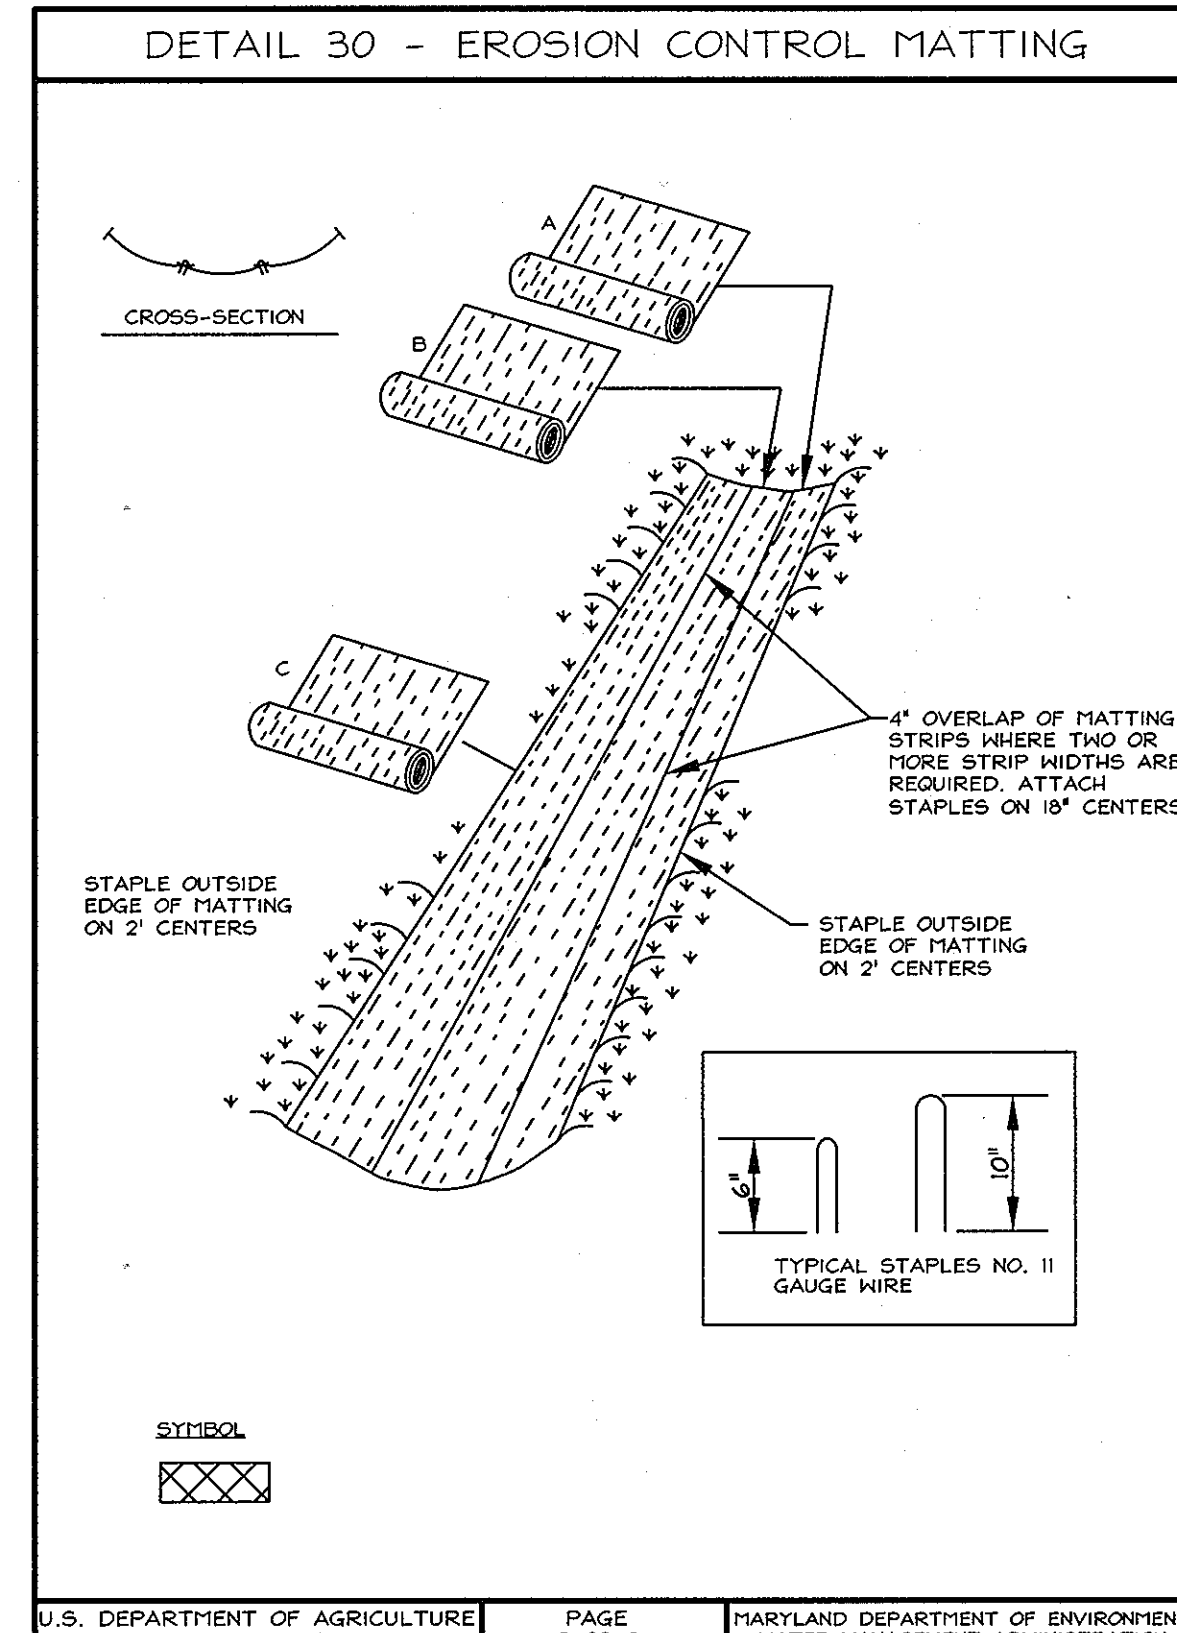 DETAIL 30 - EROSION CONTROL MATTING
CROSS-SECTION
A
B
C
4" OVERLAP OF MATTING
STRIPS WHERE TWO OR
MORE STRIP WIDTHS ARE
REQUIRED. ATTACH
STAPLES ON 18" CENTERS
STAPLE OUTSIDE
EDGE OF MATTING
ON 2' CENTERS
STAPLE OUTSIDE
EDGE OF MATTING
ON 2' CENTERS
6"
10"
TYPICAL STAPLES NO. 11
GAUGE WIRE
SYMBOL
U.S. DEPARTMENT OF AGRICULTURE
PAGE
MARYLAND DEPARTMENT OF ENVIRONMEN